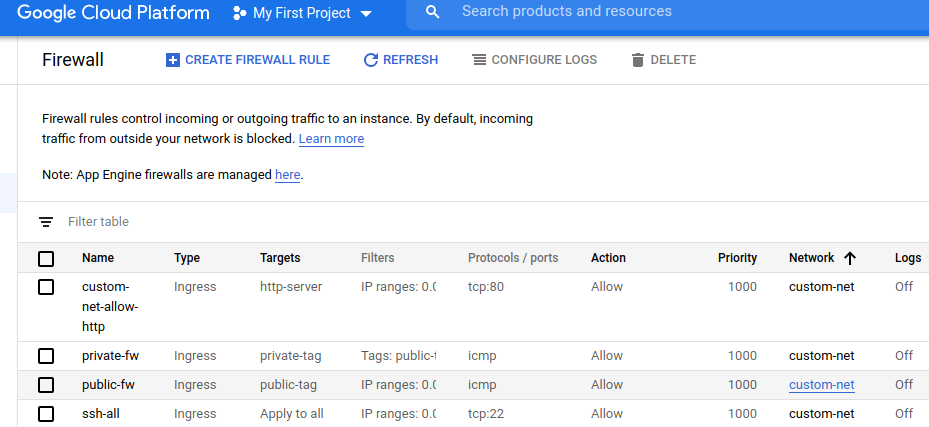 Google Cloud Platform My First Project Search products and resources
Firewall CREATE FIREWALL RULE REFRESH CONFIGURE LOGS DELETE
Firewall rules control incoming or outgoing traffic to an instance. By default, incoming
traffic from outside your network is blocked. Learn more
Note: App Engine firewalls are managed here.
Filter table
Name Type Targets Filters Protocols / ports Action Priority Network Logs
custom- Ingress http-server IP ranges: 0.0 tcp:80 Allow 1000 custom-net Off
net-allow-
http
private-fw Ingress private-tag Tags: public-t icmp Allow 1000 custom-net Off
public-fw Ingress public-tag IP ranges: 0.0 icmp Allow 1000 custom-net Off
ssh-all Ingress Apply to all IP ranges: 0.0 tcp:22 Allow 1000 custom-net Off